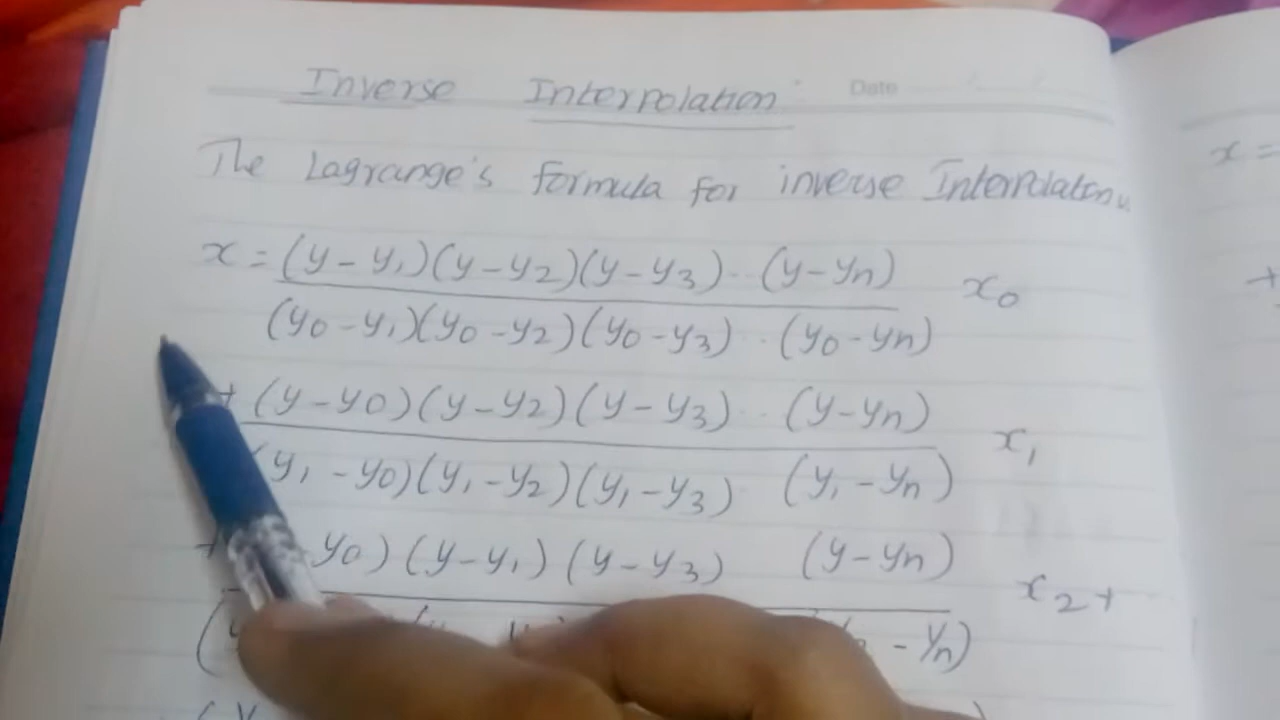 Inverse Interpolation
Date
The Lagrange's formula for inverse Interpolation
x = (y - y₁)(y - y₂)(y - y₃) .. (y - yn) x₀
(y₀ - y₁)(y₀ - y₂)(y₀ - y₃) . (y₀ - yn)
+ (y - y₀)(y - y₂)(y - y₃) .. (y - yn) x₁
(y₁ - y₀)(y₁ - y₂)(y₁ - y₃) (y₁ - yn)
+ y₀)(y - y₁)(y - y₃) (y - yn) x₂ +
( - yn)
x =
+